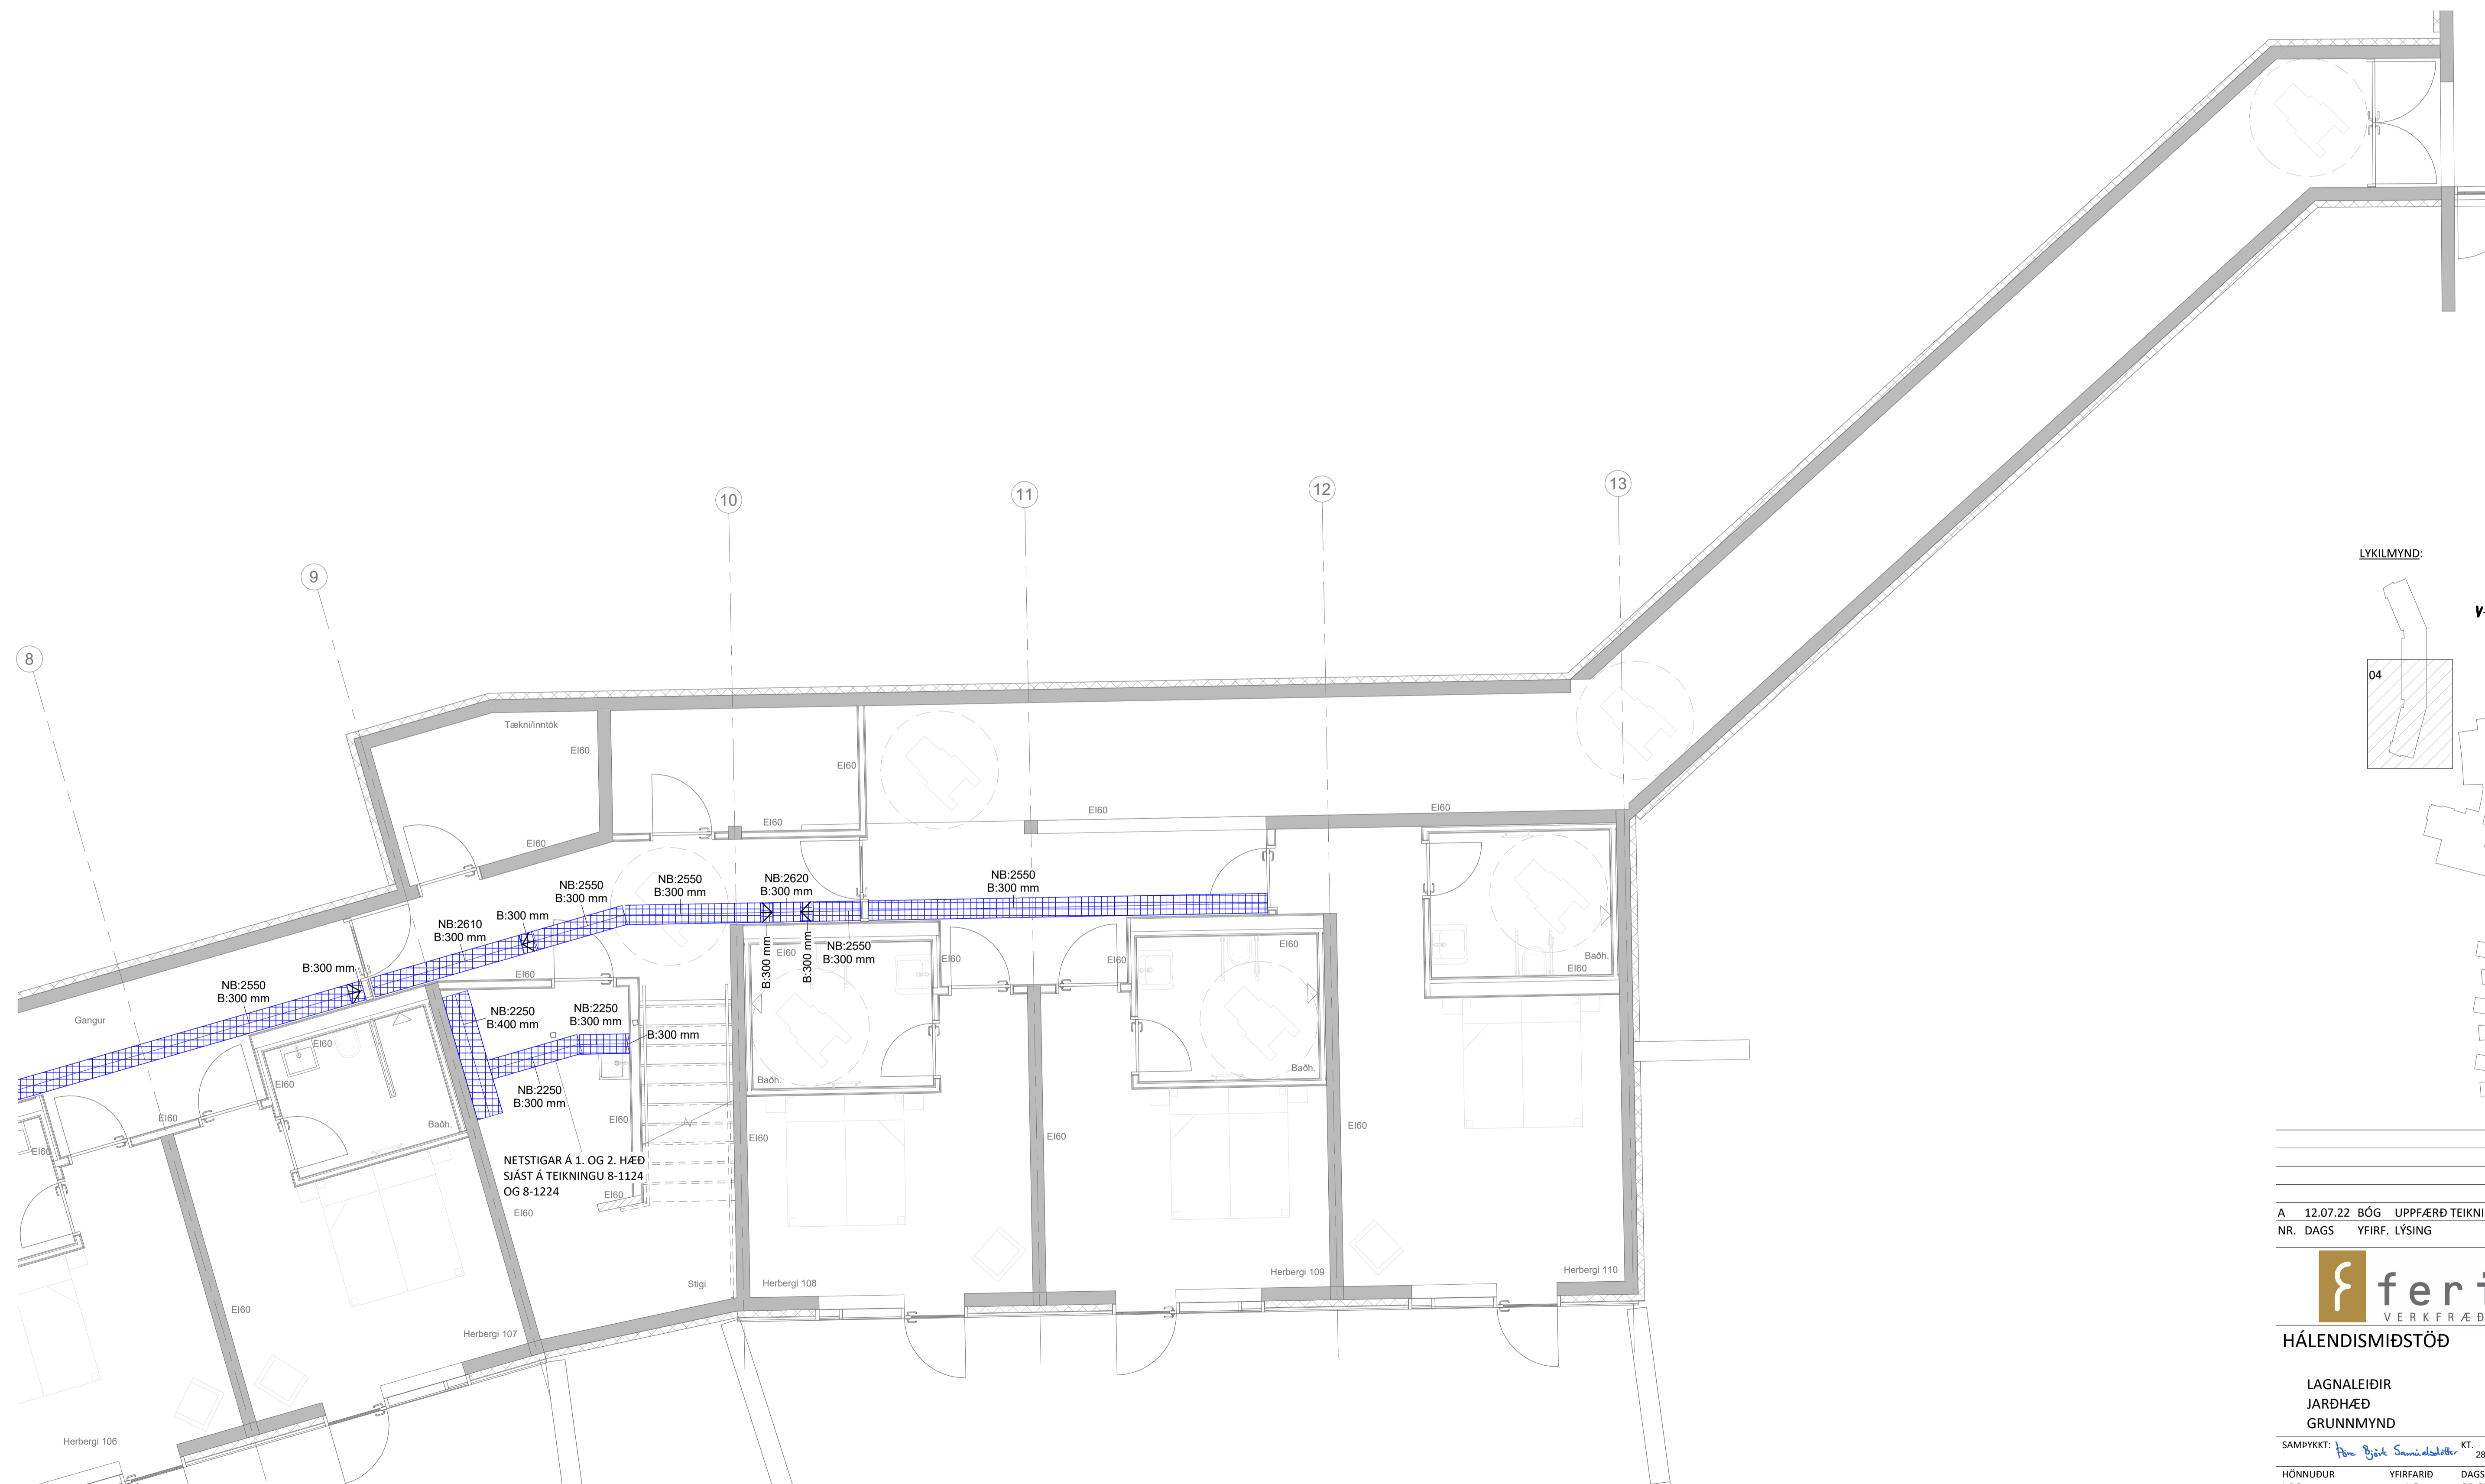 10
11
12
13
9
8
LYKILMYND:
04
Tækni/inntök
EI60
EI60
EI60
EI60
EI60
EI60
NB:2550
B:300 mm
NB:2550
B:300 mm
NB:2620
B:300 mm
NB:2550
B:300 mm
NB:2610
B:300 mm
B:300 mm
B:300 mm
B:300 mm
B:300 mm
NB:2550
B:300 mm
NB:2550
B:300 mm
EI60
EI60
EI60
EI60
EI60
Baðh.
EI60
Gangur
NB:2250
B:400 mm
NB:2250
B:300 mm
B:300 mm
NB:2250
B:300 mm
EI60
EI60
EI60
EI60
EI60
Baðh.
Baðh.
Baðh.
EI60
EI60
EI60
EI60
NETSTIGAR Á 1. OG 2. HÆÐ
SJÁST Á TEIKNINGU 8-1124
OG 8-1224
EI60
EI60
Stigi
Herbergi 108
Herbergi 109
Herbergi 110
EI60
Herbergi 107
Herbergi 106
A 12.07.22 BÓG UPPFÆRÐ TEIKNI
NR. DAGS YFIRF. LÝSING
fer
VERKFRÆÐ
HÁLENDISMIÐSTÖÐ
LAGNALEIÐIR
JARÐHÆÐ
GRUNNMYND
SAMÞYKKT: Þóra Björk Samúelsdóttir KT.
28
HÖNNUÐUR YFIRFARIÐ DAGS